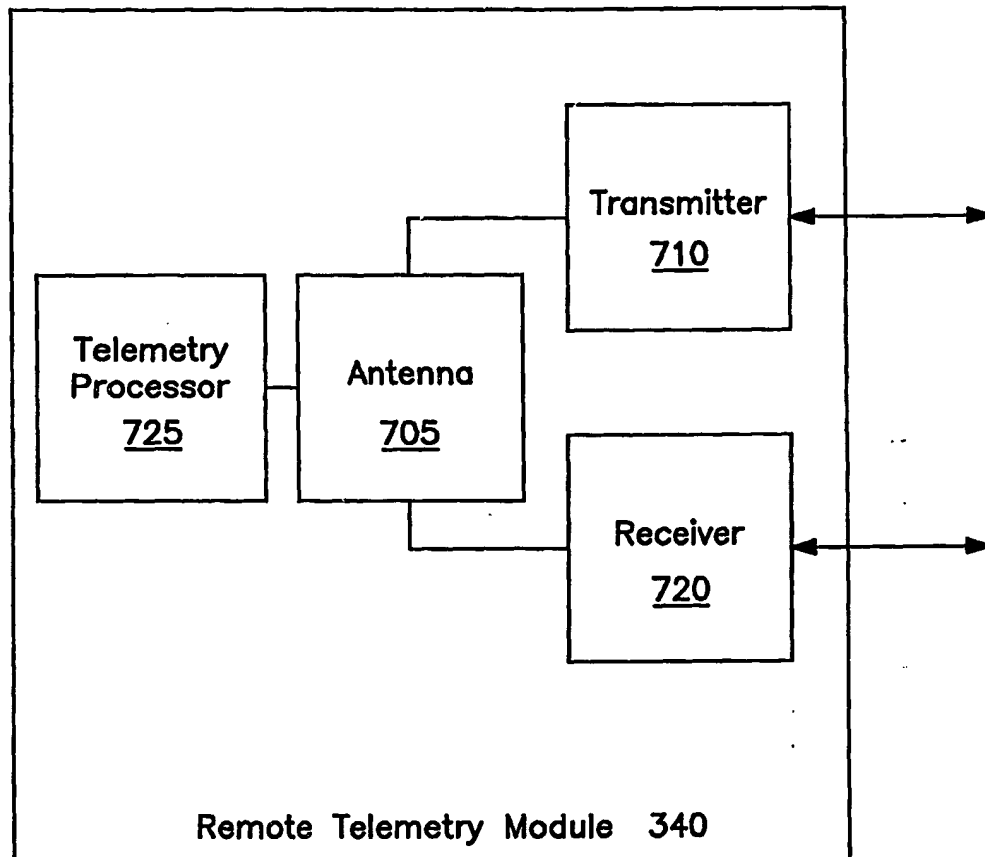 Transmitter
710
Telemetry
Processor
725
Antenna
705
Receiver
720
Remote Telemetry Module 340